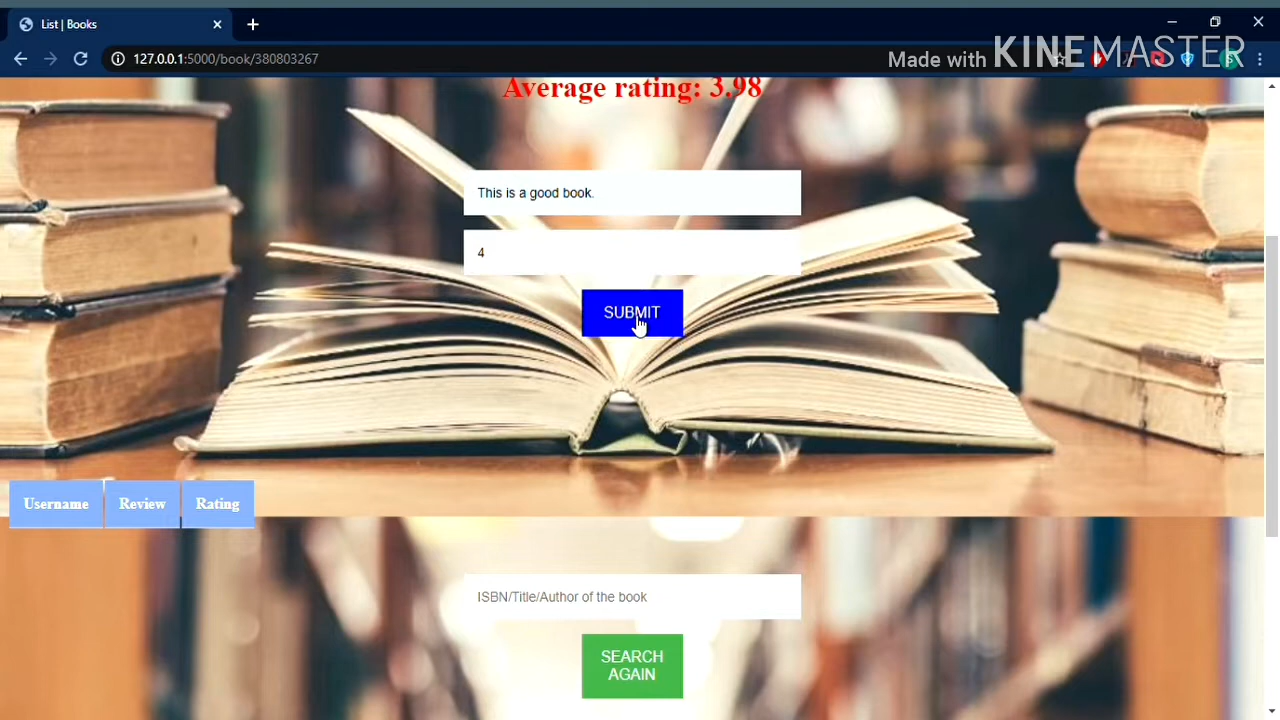 List | Books
127.0.0.1:5000/book/380803267
Made with KINEMASTER
Average rating: 3.98
This is a good book.
4
SUBMIT
Username Review Rating
ISBN/Title/Author of the book
SEARCH
AGAIN